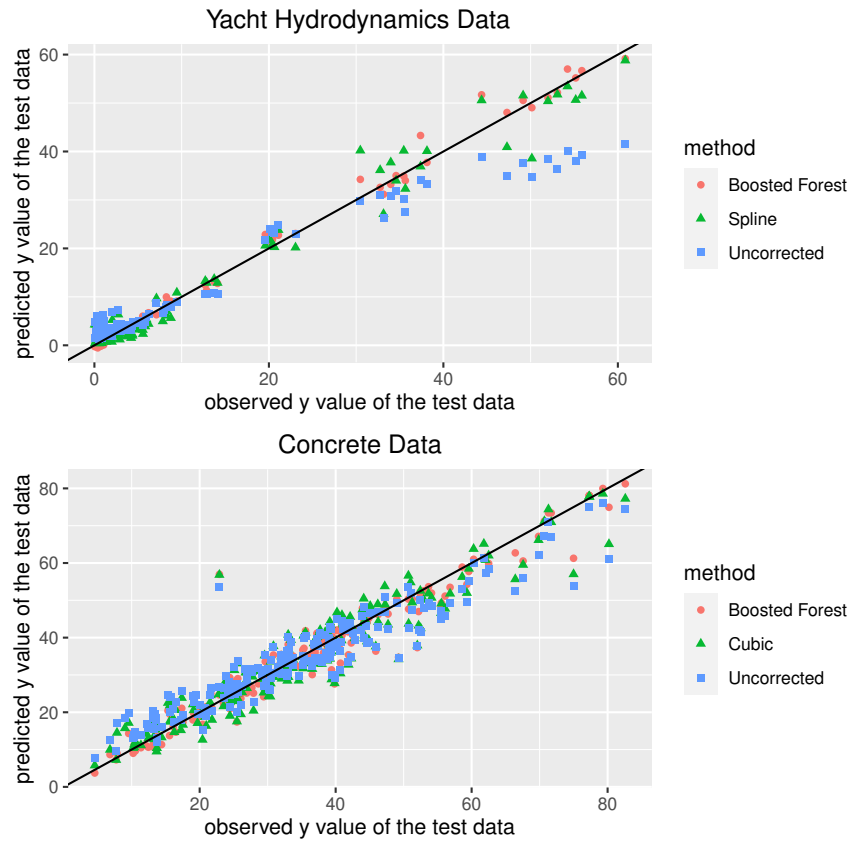 Yacht Hydrodynamics Data
predicted y value of the test data
60
40
20
0
0 20 40 60
observed y value of the test data
method
Boosted Forest
Spline
Uncorrected
Concrete Data
predicted y value of the test data
80
60
40
20
0
20 40 60 80
observed y value of the test data
method
Boosted Forest
Cubic
Uncorrected